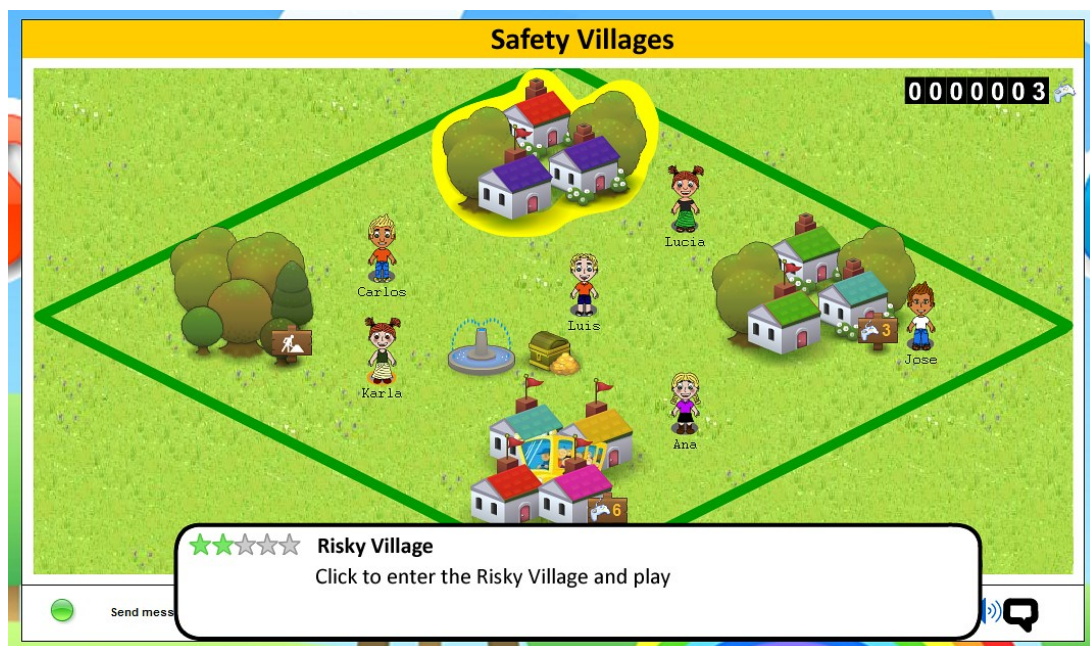 Safety Villages
0000003
Lucia
Carlos
Luis
3
Jose
Karla
Ana
6
Risky Village
Click to enter the Risky Village and play
Send mess